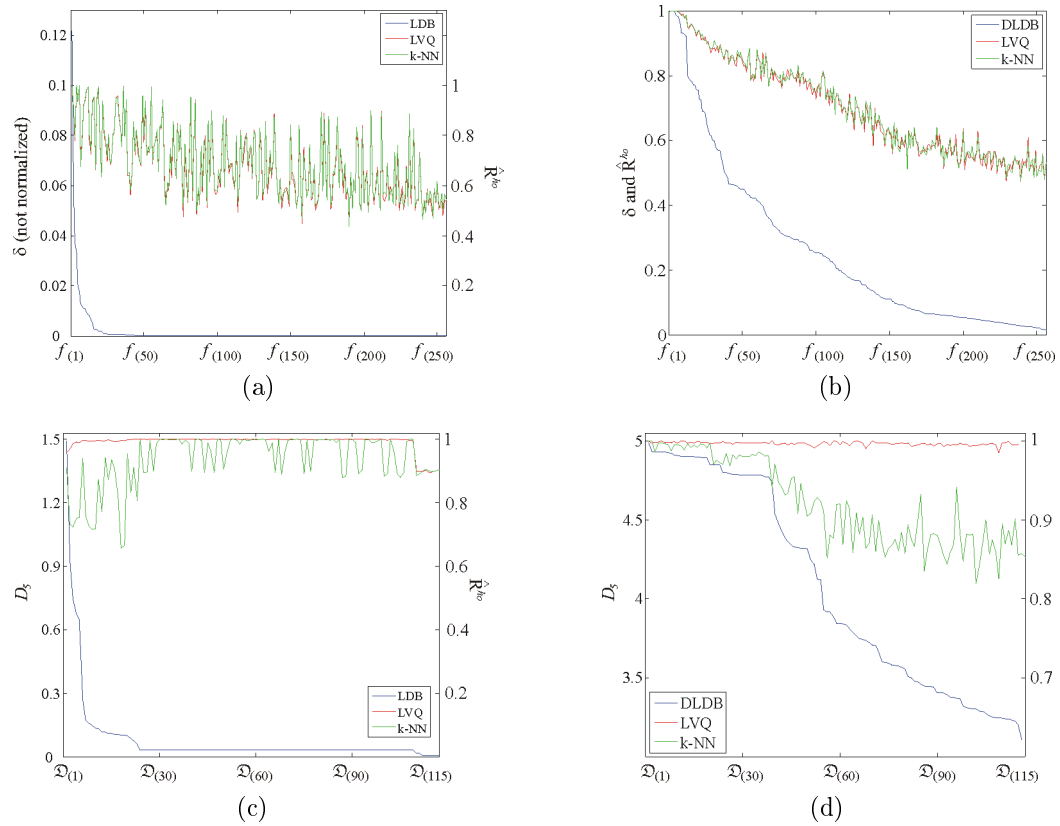 0.12
0.1
0.08
0.06
0.04
0.02
0
δ (not normalized)
1
0.8
0.6
0.4
0.2
R̂ʰᵒ
LDB
LVQ
k-NN
f(1) f(50) f(100) f(150) f(200) f(250)
(a)
1
0.8
0.6
0.4
0.2
0
δ and R̂ʰᵒ
DLDB
LVQ
k-NN
f(1) f(50) f(100) f(150) f(200) f(250)
(b)
1.5
1.2
0.9
0.6
0.3
0
D₅
1
0.8
0.6
0.4
0.2
R̂ʰᵒ
LDB
LVQ
k-NN
𝔇(1) 𝔇(30) 𝔇(60) 𝔇(90) 𝔇(115)
(c)
5
4.5
4
3.5
D₅
1
0.9
0.8
0.7
DLDB
LVQ
k-NN
𝔇(1) 𝔇(30) 𝔇(60) 𝔇(90) 𝔇(115)
(d)